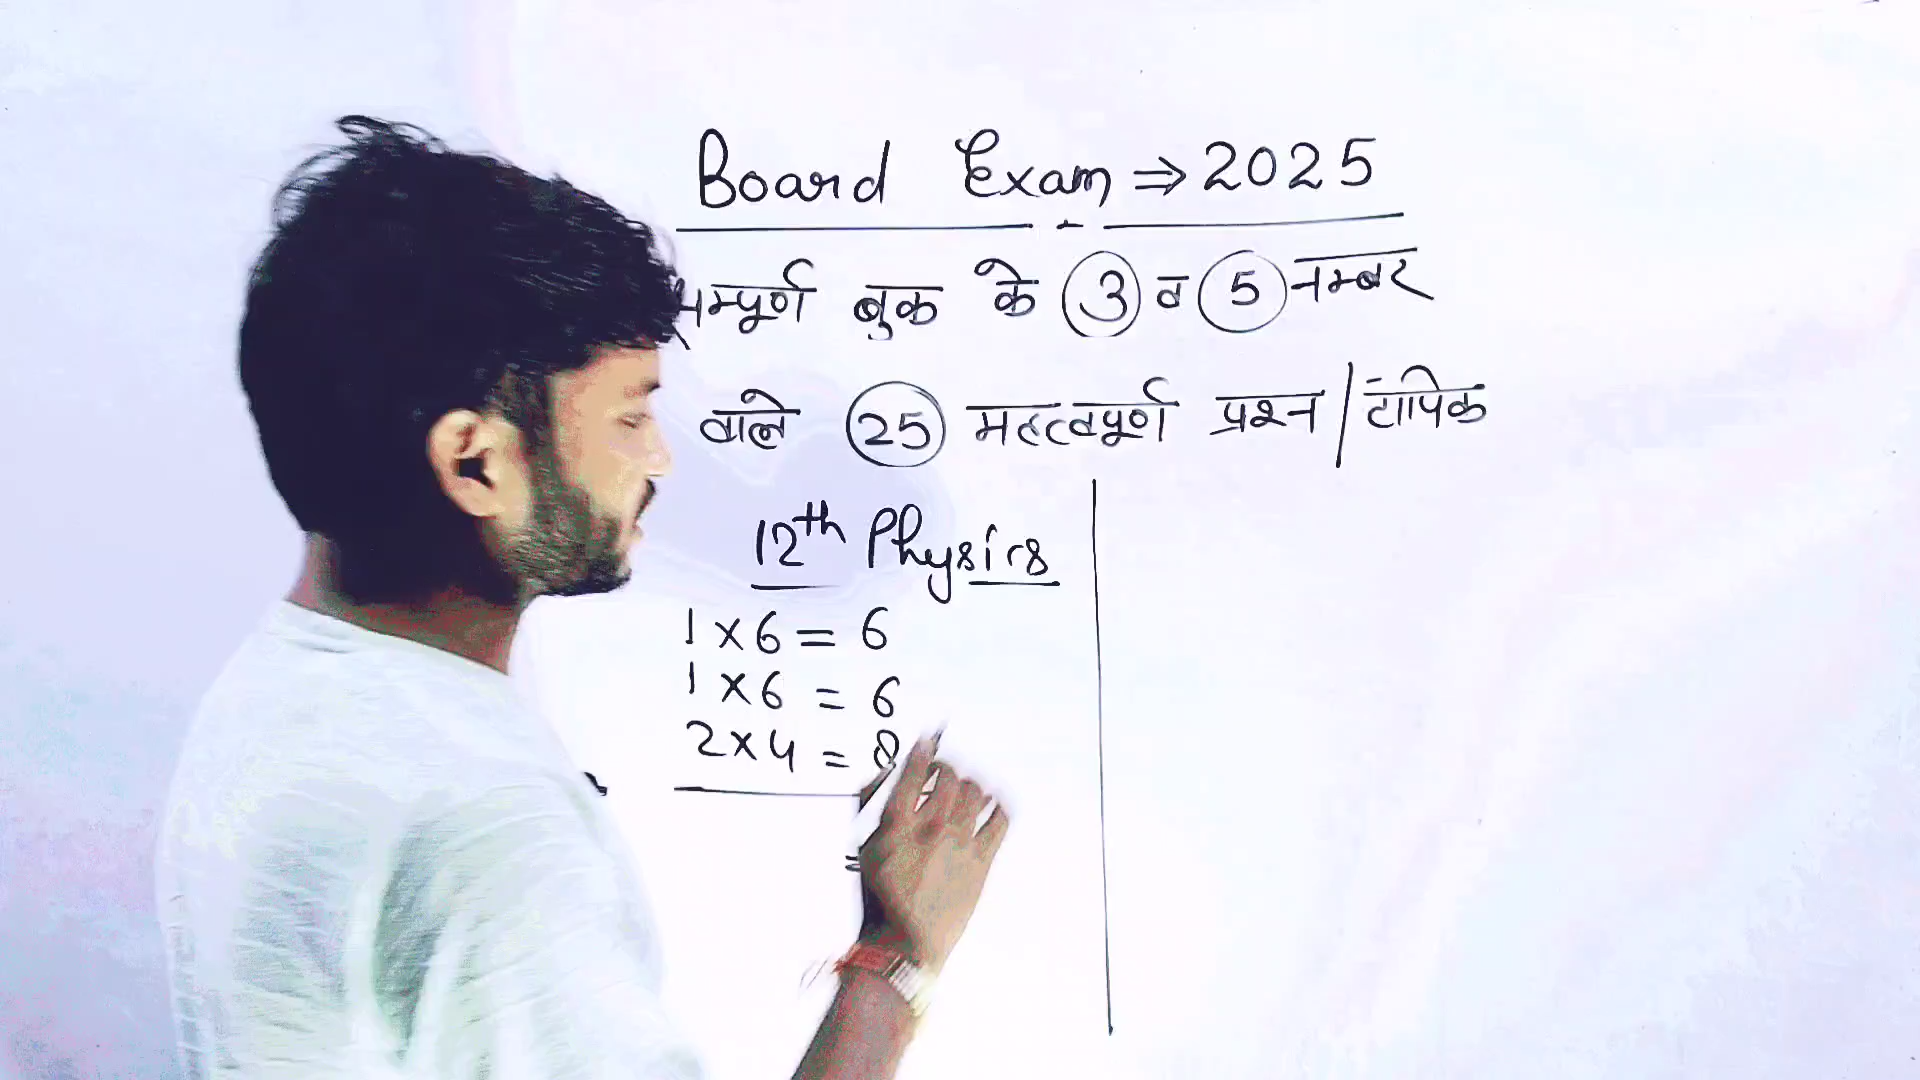 Board Exam ⇒ 2025
सम्पूर्ण बुक के 3 व 5 नम्बर
वाले 25 महत्वपूर्ण प्रश्न / टॉपिक
12th Physics
1 × 6 = 6
1 × 6 = 6
2 × 4 = 8
=